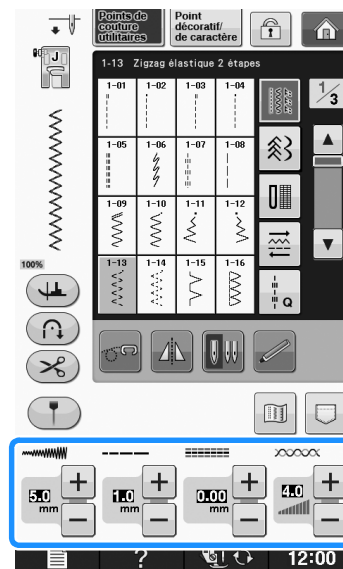 Points de couture utilitaires
Point décoratif/ de caractère
J
1-13 Zigzag élastique 2 étapes
1-01 1-02 1-03 1-04
1/3
1-05 1-06 1-07 1-08
1-09 1-10 1-11 1-12
1-13 1-14 1-15 1-16
100%
Q
5.0 mm + − 1.0 mm + − 0.00 mm + − 4.0 + −
? 12:00